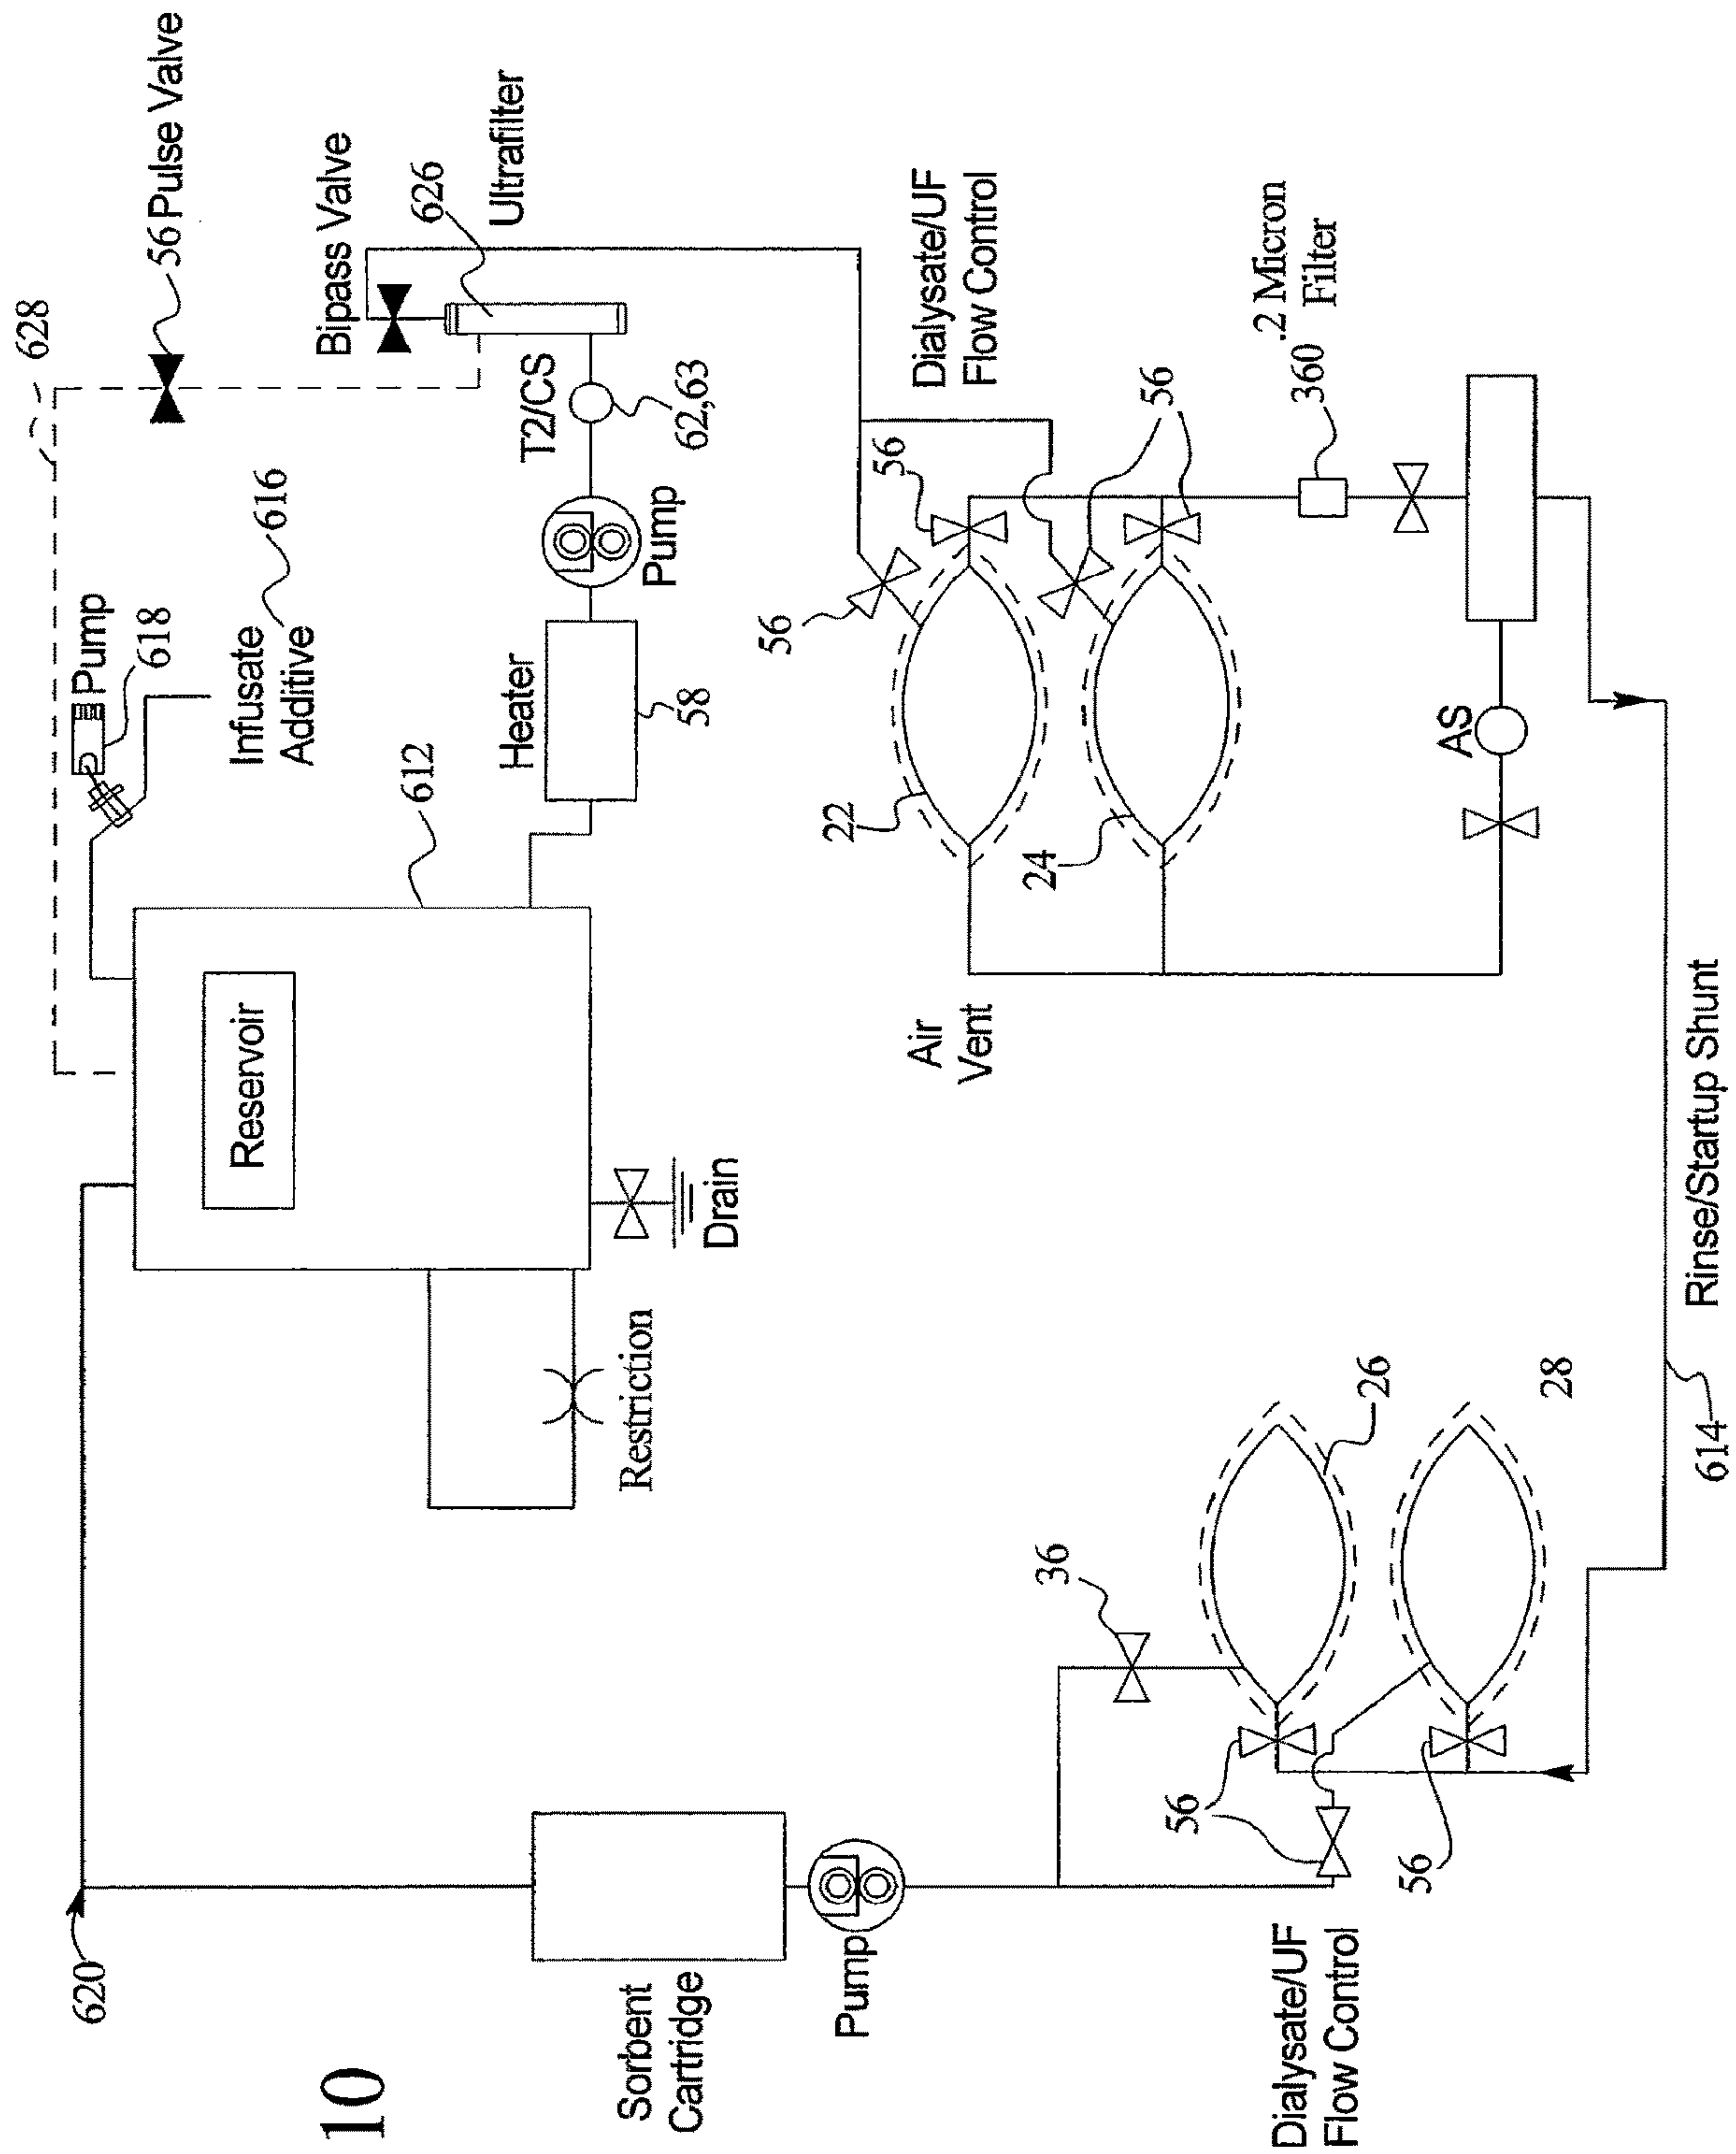 620
Reservoir
Pump
618
628
56 Pulse Valve
Infusate
Additive
616
10
Bipass Valve
612
626
Ultrafilter
Heater
T2/CS
Sorbent
Cartridge
Restriction
Drain
58
Pump
62,63
Pump
22
56
56
Dialysate/UF
Flow Control
Air
Vent
24
36
56
56
26
360
.2 Micron
Filter
Dialysate/UF
Flow Control
56
AS
28
614
Rinse/Startup Shunt